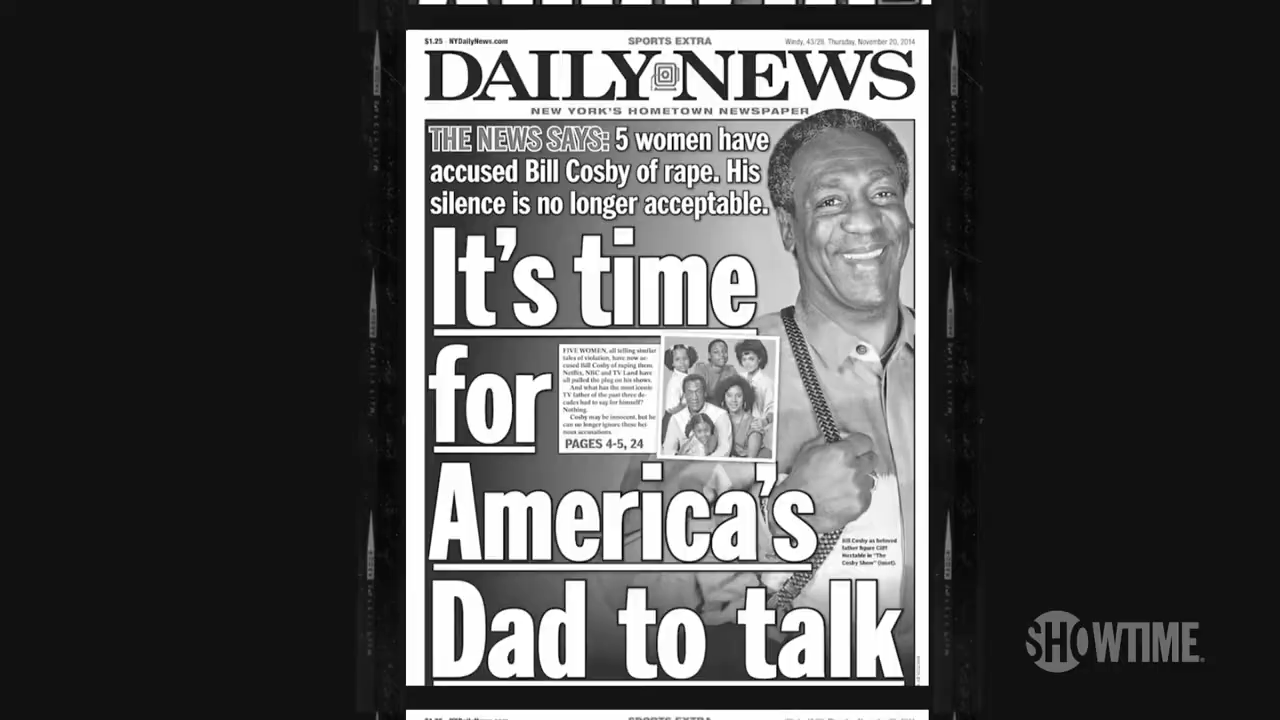 $1.25 NYDailyNews.com SPORTS EXTRA Windy, 43/28. Thursday, November 20, 2014
DAILY NEWS
NEW YORK'S HOMETOWN NEWSPAPER
THE NEWS SAYS: 5 women have
accused Bill Cosby of rape. His
silence is no longer acceptable.
It's time
for
FIVE WOMEN, all telling similar
tales of violation, have now ac-
cused Bill Cosby of raping them.
Netflix, NBC and TV Land have
all pulled the plug on his shows.
And what has the most iconic
TV father of the past three de-
cades had to say for himself?
Nothing.
Cosby may be innocent, but he
can no longer ignore these hei-
nous accusations.
PAGES 4-5, 24
America's
Bill Cosby as beloved
father figure Cliff
Huxtable in "The
Cosby Show" (inset).
Dad to talk
SHOWTIME
SPORTS EXTRA